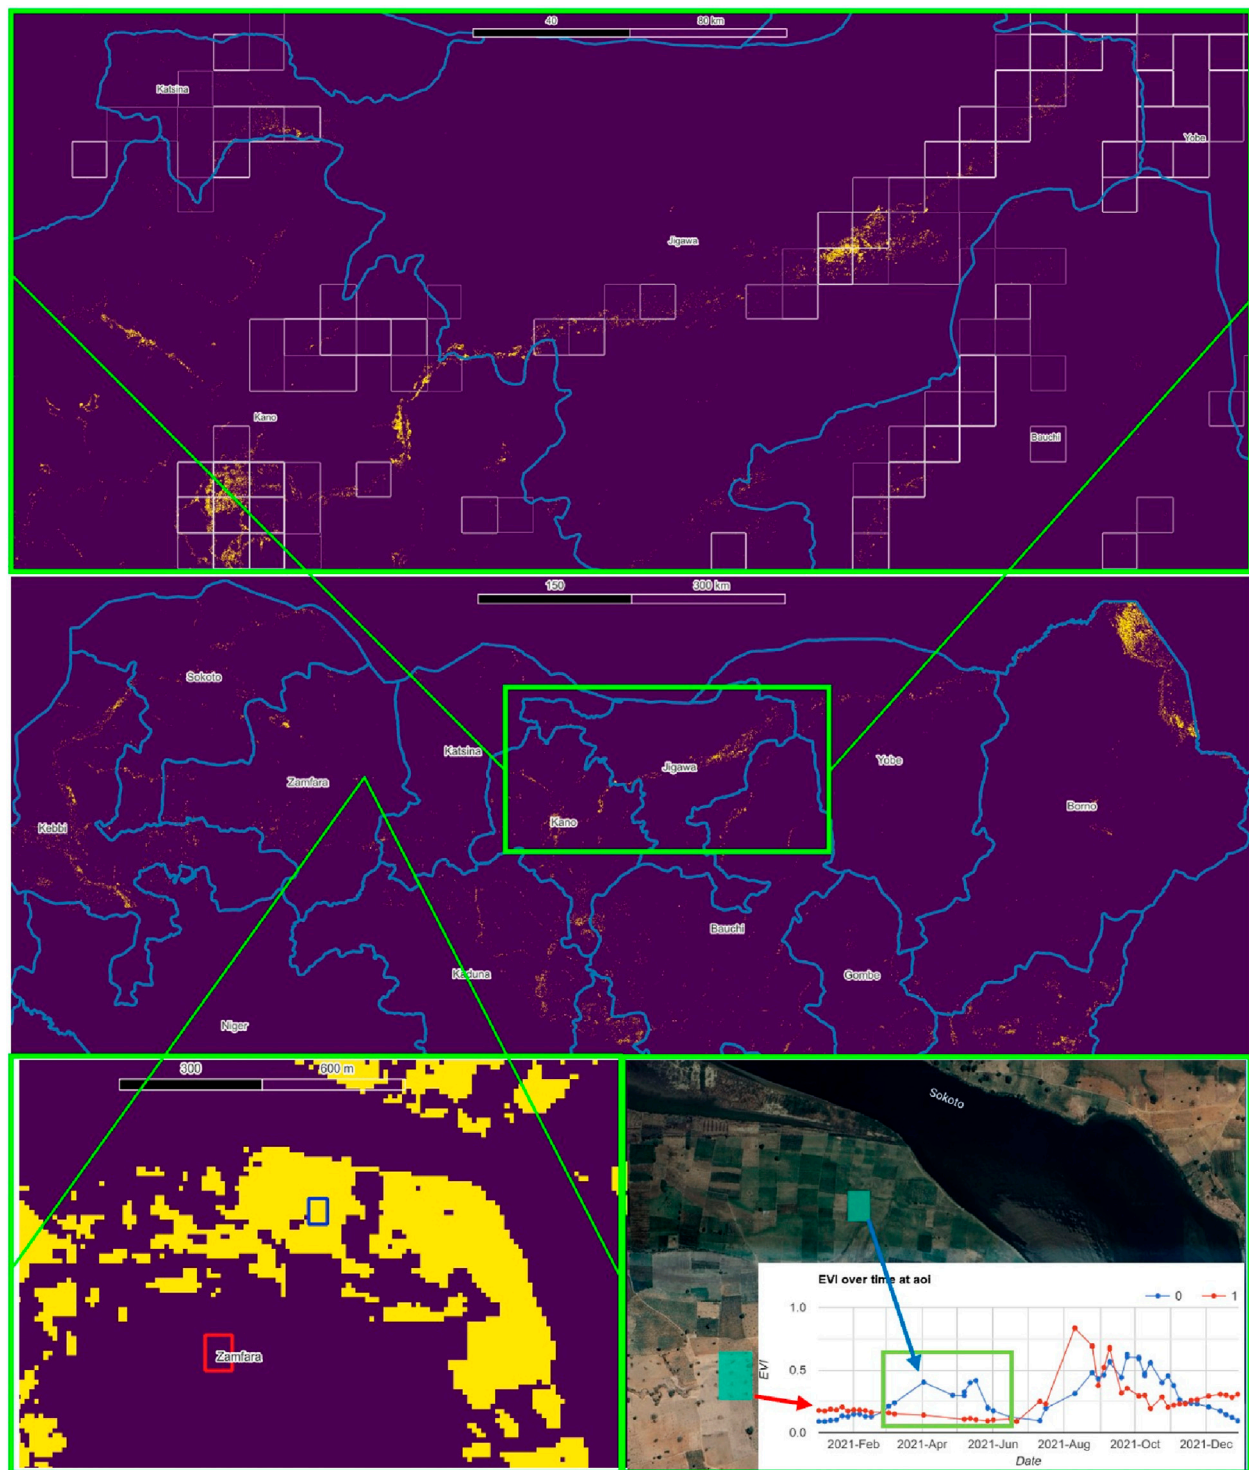 40 80 km
Katsina
Yobe
Jigawa
Kano
Bauchi
150 300 km
Sokoto
Katsina
Jigawa
Yobe
Zamfara
Borno
Kano
Kebbi
Bauchi
Kaduna
Gombe
Niger
300 600 m
Zamfara
Sokoto
EVI over time at aoi
0 1
EVI
1.0
0.5
0.0
2021-Feb 2021-Apr 2021-Jun 2021-Aug 2021-Oct 2021-Dec
Date